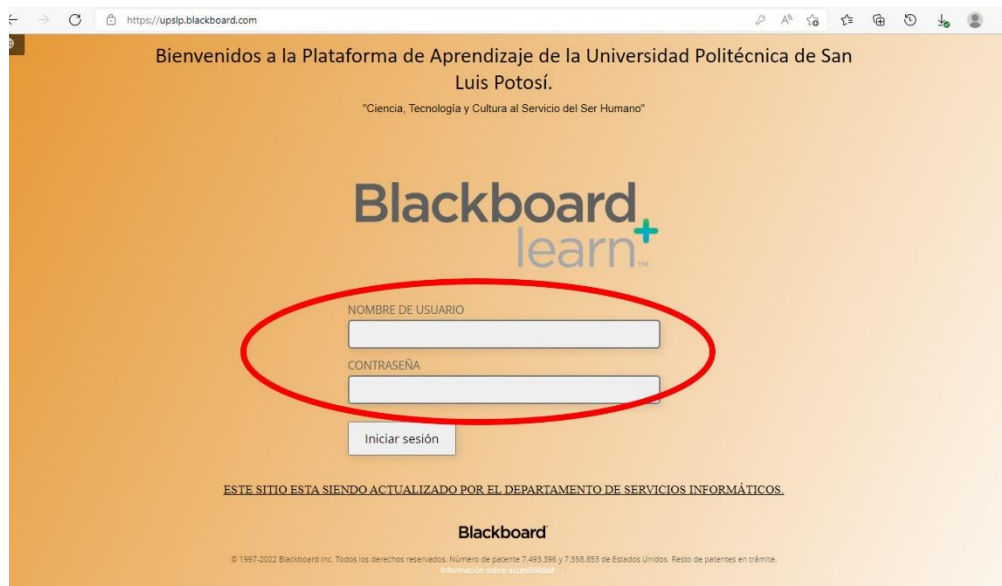 https://upslp.blackboard.com
Bienvenidos a la Plataforma de Aprendizaje de la Universidad Politécnica de San
Luis Potosí.
"Ciencia, Tecnología y Cultura al Servicio del Ser Humano"
Blackboard
learn
NOMBRE DE USUARIO
CONTRASEÑA
Iniciar sesión
ESTE SITIO ESTA SIENDO ACTUALIZADO POR EL DEPARTAMENTO DE SERVICIOS INFORMÁTICOS.
Blackboard
© 1997-2022 Blackboard Inc. Todos los derechos reservados. Número de patente 7.493.396 y 7.558.853 de Estados Unidos. Resto de patentes en trámite.
Información sobre accesibilidad